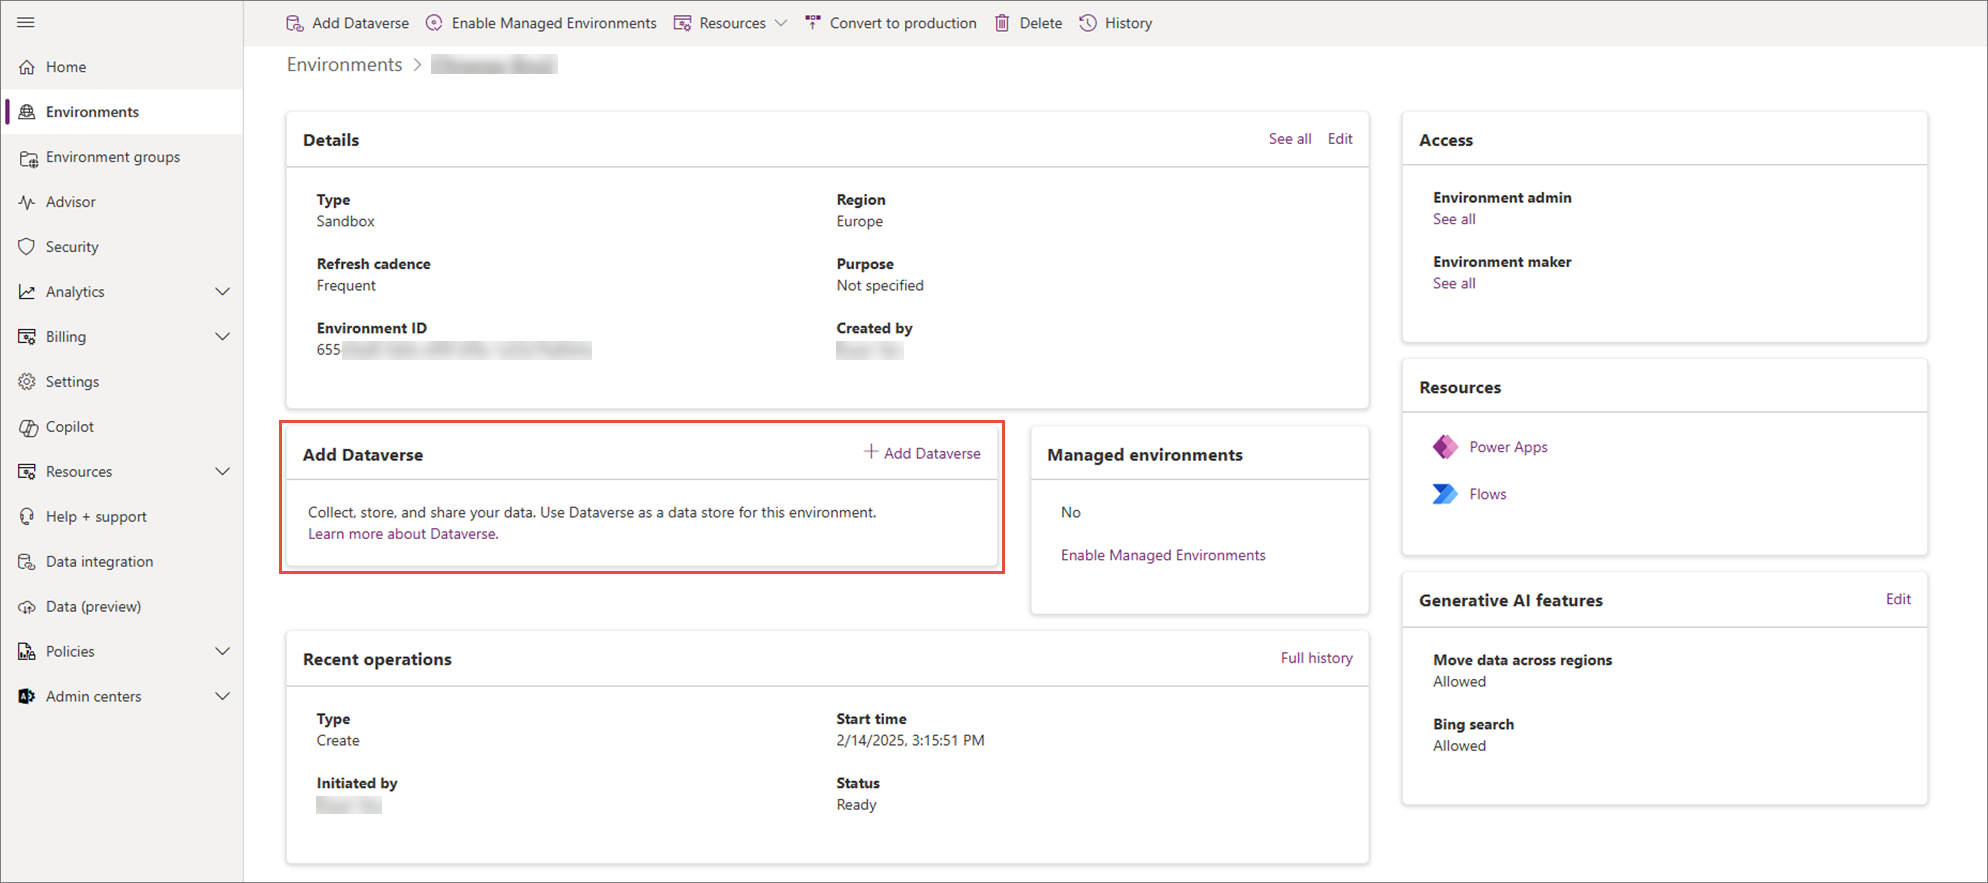 Add Dataverse
Enable Managed Environments
Resources
Convert to production
Delete
History
Home
Environments
Environment groups
Advisor
Security
Analytics
Billing
Settings
Copilot
Resources
Help + support
Data integration
Data (preview)
Policies
Admin centers
Environments >
Details
See all
Edit
Type
Sandbox
Region
Europe
Refresh cadence
Frequent
Purpose
Not specified
Environment ID
655
Created by
Add Dataverse
+ Add Dataverse
Collect, store, and share your data. Use Dataverse as a data store for this environment.
Learn more about Dataverse.
Managed environments
No
Enable Managed Environments
Recent operations
Full history
Type
Create
Start time
2/14/2025, 3:15:51 PM
Initiated by
Status
Ready
Access
Environment admin
See all
Environment maker
See all
Resources
Power Apps
Flows
Generative AI features
Edit
Move data across regions
Allowed
Bing search
Allowed